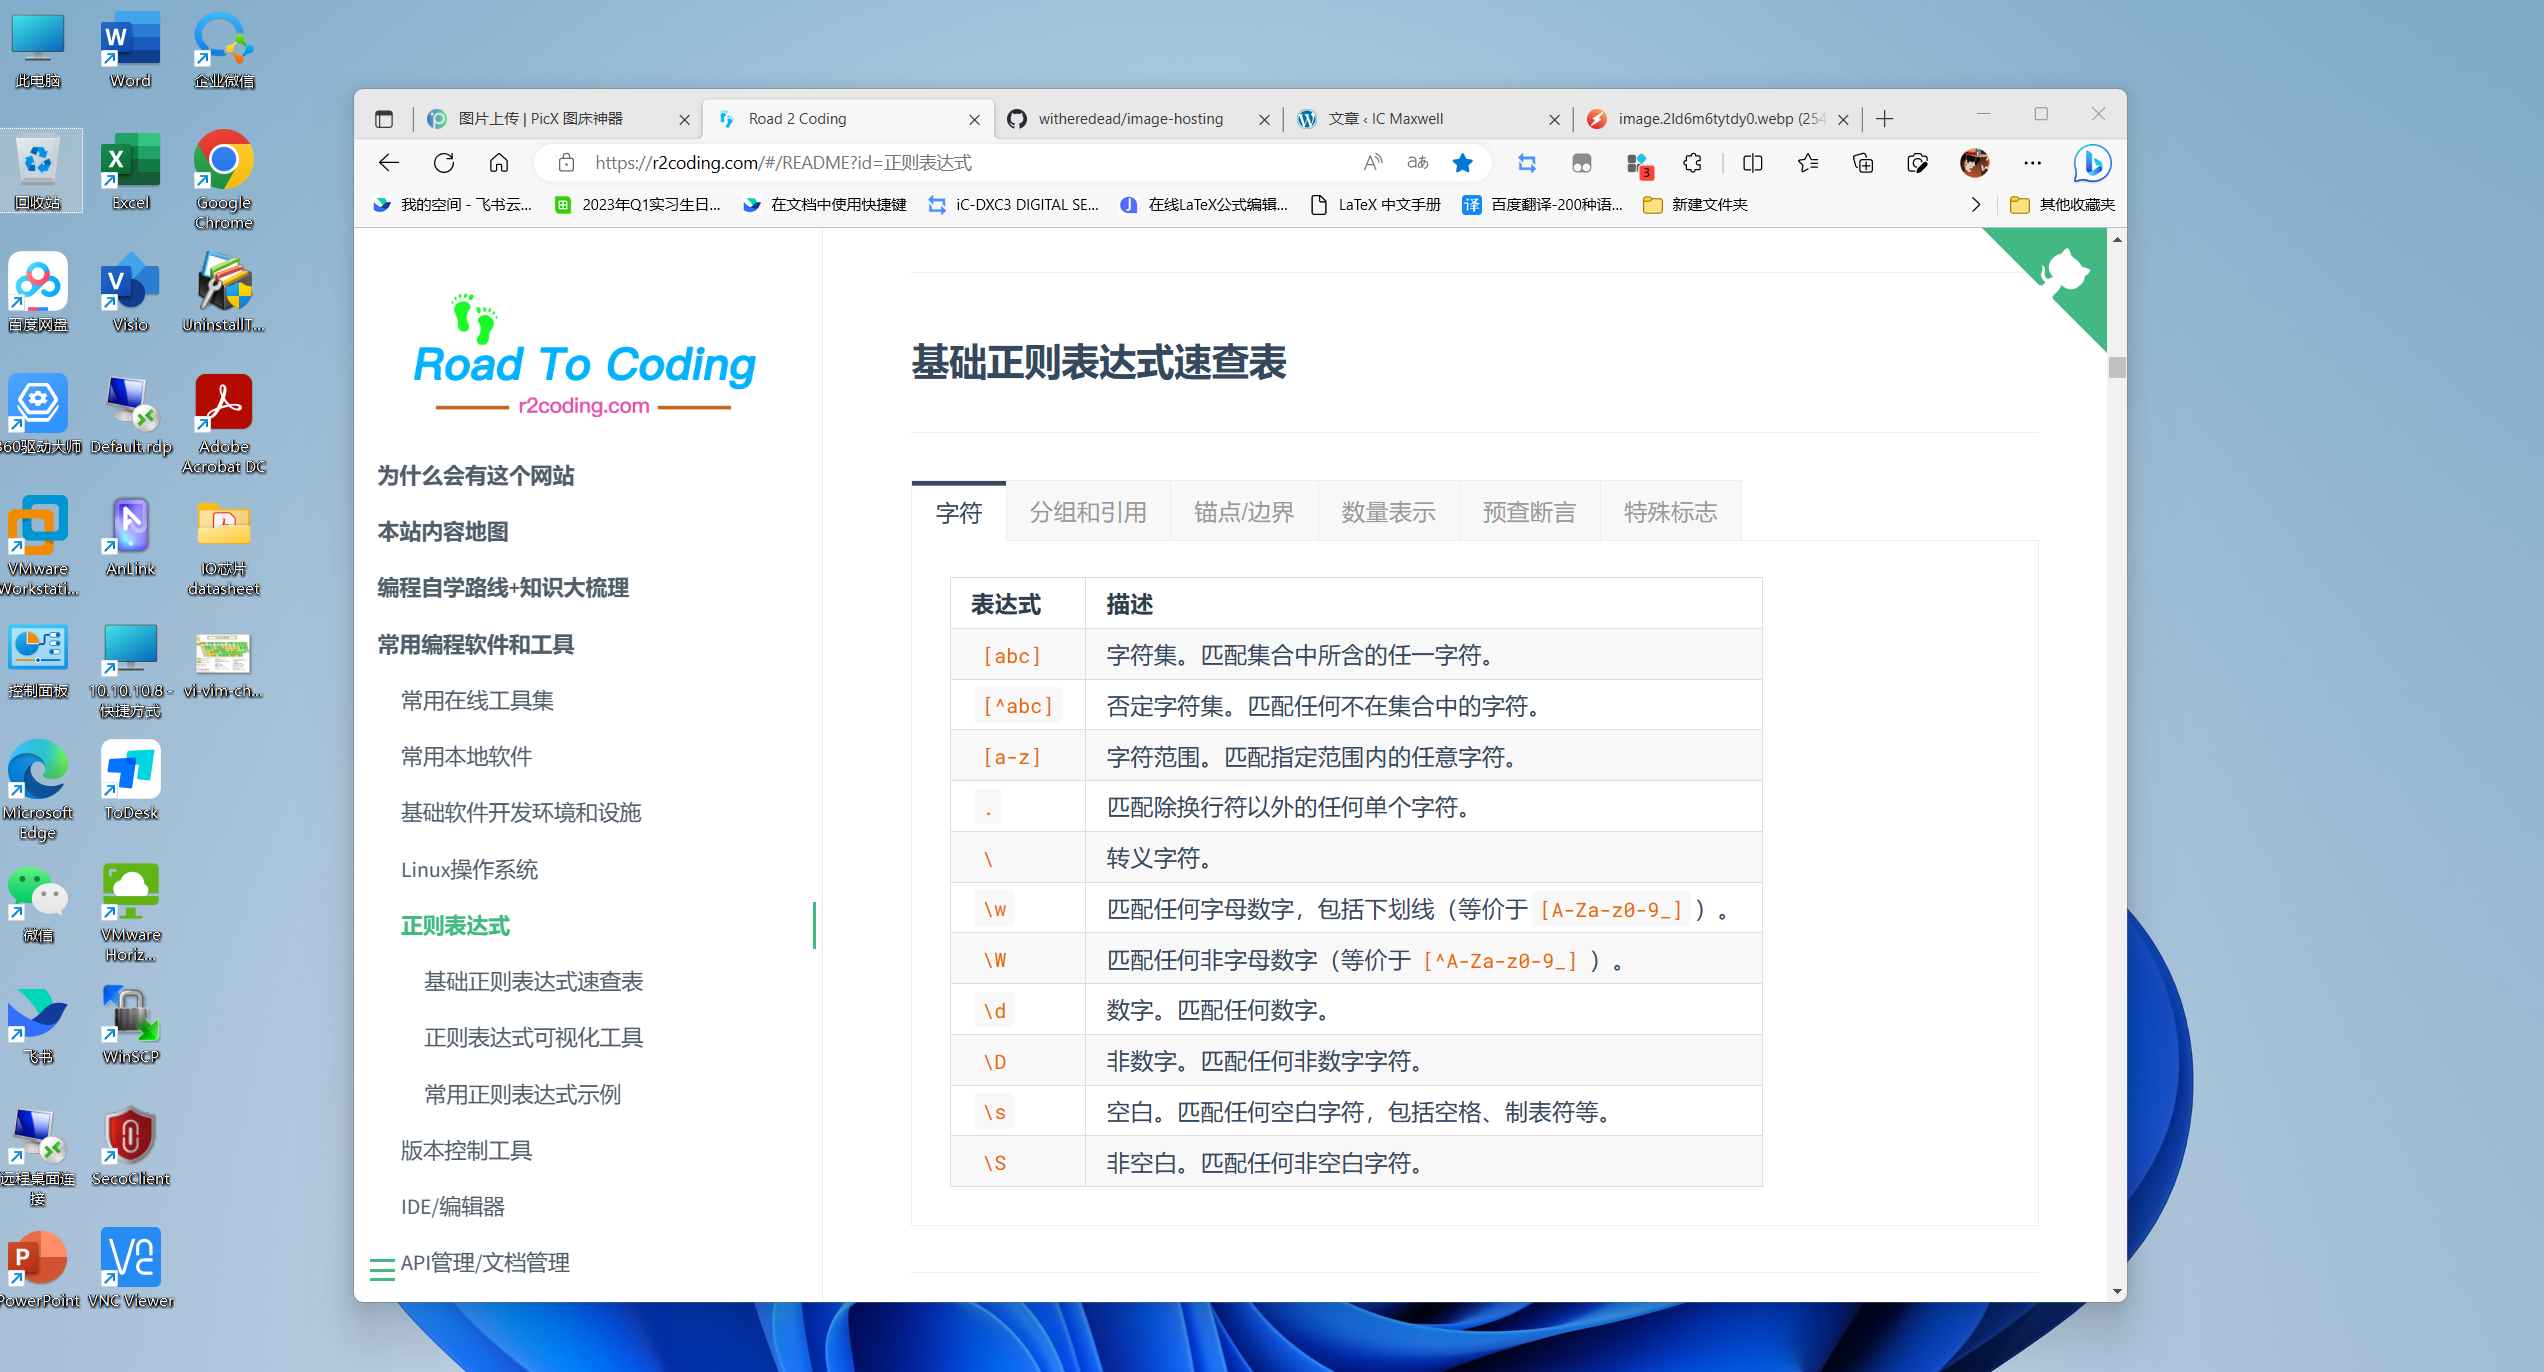 此电脑
Word
企业微信
回收站
Excel
Google
Chrome
百度网盘
Visio
UninstallT...
360驱动大师
Default.rdp
Adobe
Acrobat DC
VMware
Workstati...
AnLink
IO芯片
datasheet
控制面板
10.10.10.8 -
快捷方式
vi-vim-ch...
Microsoft
Edge
ToDesk
微信
VMware
Horiz...
飞书
WinSCP
远程桌面连
接
SecoClient
PowerPoint
VNC Viewer
图片上传 | PicX 图床神器
Road 2 Coding
witheredead/image-hosting
文章 ‹ IC Maxwell
image.2ld6m6tytdy0.webp (254
https://r2coding.com/#/README?id=正则表达式
3
我的空间 - 飞书云...
2023年Q1实习生日...
在文档中使用快捷键
iC-DXC3 DIGITAL SE...
在线LaTeX公式编辑...
LaTeX 中文手册
百度翻译-200种语...
新建文件夹
其他收藏夹
Road To Coding
r2coding.com
为什么会有这个网站
本站内容地图
编程自学路线+知识大梳理
常用编程软件和工具
常用在线工具集
常用本地软件
基础软件开发环境和设施
Linux操作系统
正则表达式
基础正则表达式速查表
正则表达式可视化工具
常用正则表达式示例
版本控制工具
IDE/编辑器
API管理/文档管理
基础正则表达式速查表
字符 分组和引用 锚点/边界 数量表示 预查断言 特殊标志
表达式 描述
[abc] 字符集。匹配集合中所含的任一字符。
[^abc] 否定字符集。匹配任何不在集合中的字符。
[a-z] 字符范围。匹配指定范围内的任意字符。
. 匹配除换行符以外的任何单个字符。
\ 转义字符。
\w 匹配任何字母数字，包括下划线（等价于 [A-Za-z0-9_] ）。
\W 匹配任何非字母数字（等价于 [^A-Za-z0-9_] ）。
\d 数字。匹配任何数字。
\D 非数字。匹配任何非数字字符。
\s 空白。匹配任何空白字符，包括空格、制表符等。
\S 非空白。匹配任何非空白字符。